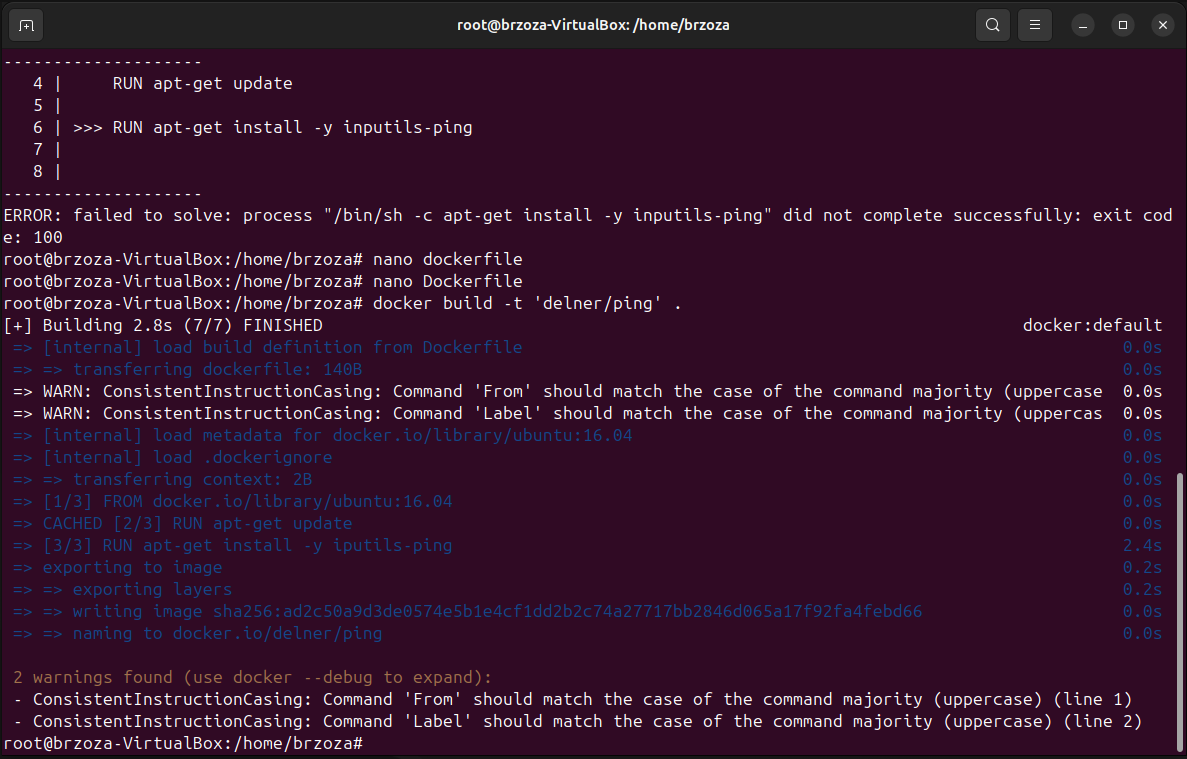 root@brzoza-VirtualBox: /home/brzoza
--------------------
4 |     RUN apt-get update
5 |
6 | >>> RUN apt-get install -y inputils-ping
7 |
8 |
--------------------
ERROR: failed to solve: process "/bin/sh -c apt-get install -y inputils-ping" did not complete successfully: exit cod
e: 100
root@brzoza-VirtualBox:/home/brzoza# nano dockerfile
root@brzoza-VirtualBox:/home/brzoza# nano Dockerfile
root@brzoza-VirtualBox:/home/brzoza# docker build -t 'delner/ping' .
[+] Building 2.8s (7/7) FINISHED docker:default
=> [internal] load build definition from Dockerfile 0.0s
=> => transferring dockerfile: 140B 0.0s
=> WARN: ConsistentInstructionCasing: Command 'From' should match the case of the command majority (uppercase 0.0s
=> WARN: ConsistentInstructionCasing: Command 'Label' should match the case of the command majority (uppercas 0.0s
=> [internal] load metadata for docker.io/library/ubuntu:16.04 0.0s
=> [internal] load .dockerignore 0.0s
=> => transferring context: 2B 0.0s
=> [1/3] FROM docker.io/library/ubuntu:16.04 0.0s
=> CACHED [2/3] RUN apt-get update 0.0s
=> [3/3] RUN apt-get install -y iputils-ping 2.4s
=> exporting to image 0.2s
=> => exporting layers 0.2s
=> => writing image sha256:ad2c50a9d3de0574e5b1e4cf1dd2b2c74a27717bb2846d065a17f92fa4febd66 0.0s
=> => naming to docker.io/delner/ping 0.0s
2 warnings found (use docker --debug to expand):
- ConsistentInstructionCasing: Command 'From' should match the case of the command majority (uppercase) (line 1)
- ConsistentInstructionCasing: Command 'Label' should match the case of the command majority (uppercase) (line 2)
root@brzoza-VirtualBox:/home/brzoza#